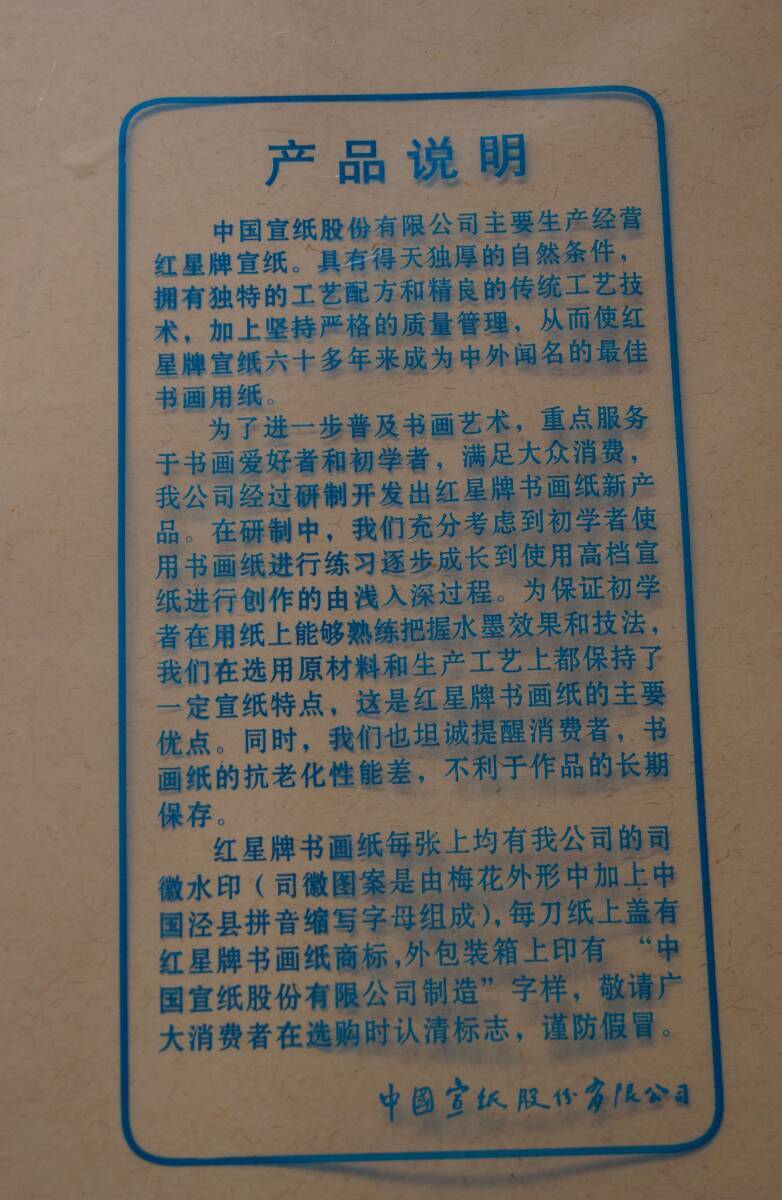 产品说明
中国宣纸股份有限公司主要生产经营
红星牌宣纸。具有得天独厚的自然条件，
拥有独特的工艺配方和精良的传统工艺技
术，加上坚持严格的质量管理，从而使红
星牌宣纸六十多年来成为中外闻名的最佳
书画用纸。
为了进一步普及书画艺术，重点服务
于书画爱好者和初学者，满足大众消费，
我公司经过研制开发出红星牌书画纸新产
品。在研制中，我们充分考虑到初学者使
用书画纸进行练习逐步成长到使用高档宣
纸进行创作的由浅入深过程。为保证初学
者在用纸上能够熟练把握水墨效果和技法，
我们在选用原材料和生产工艺上都保持了
一定宣纸特点，这是红星牌书画纸的主要
优点。同时，我们也坦诚提醒消费者，书
画纸的抗老化性能差，不利于作品的长期
保存。
红星牌书画纸每张上均有我公司的司
徽水印（司徽图案是由梅花外形中加上中
国泾县拼音缩写字母组成），每刀纸上盖有
红星牌书画纸商标，外包装箱上印有“中
国宣纸股份有限公司制造”字样，敬请广
大消费者在选购时认清标志，谨防假冒。
中國宣纸股份有限公司